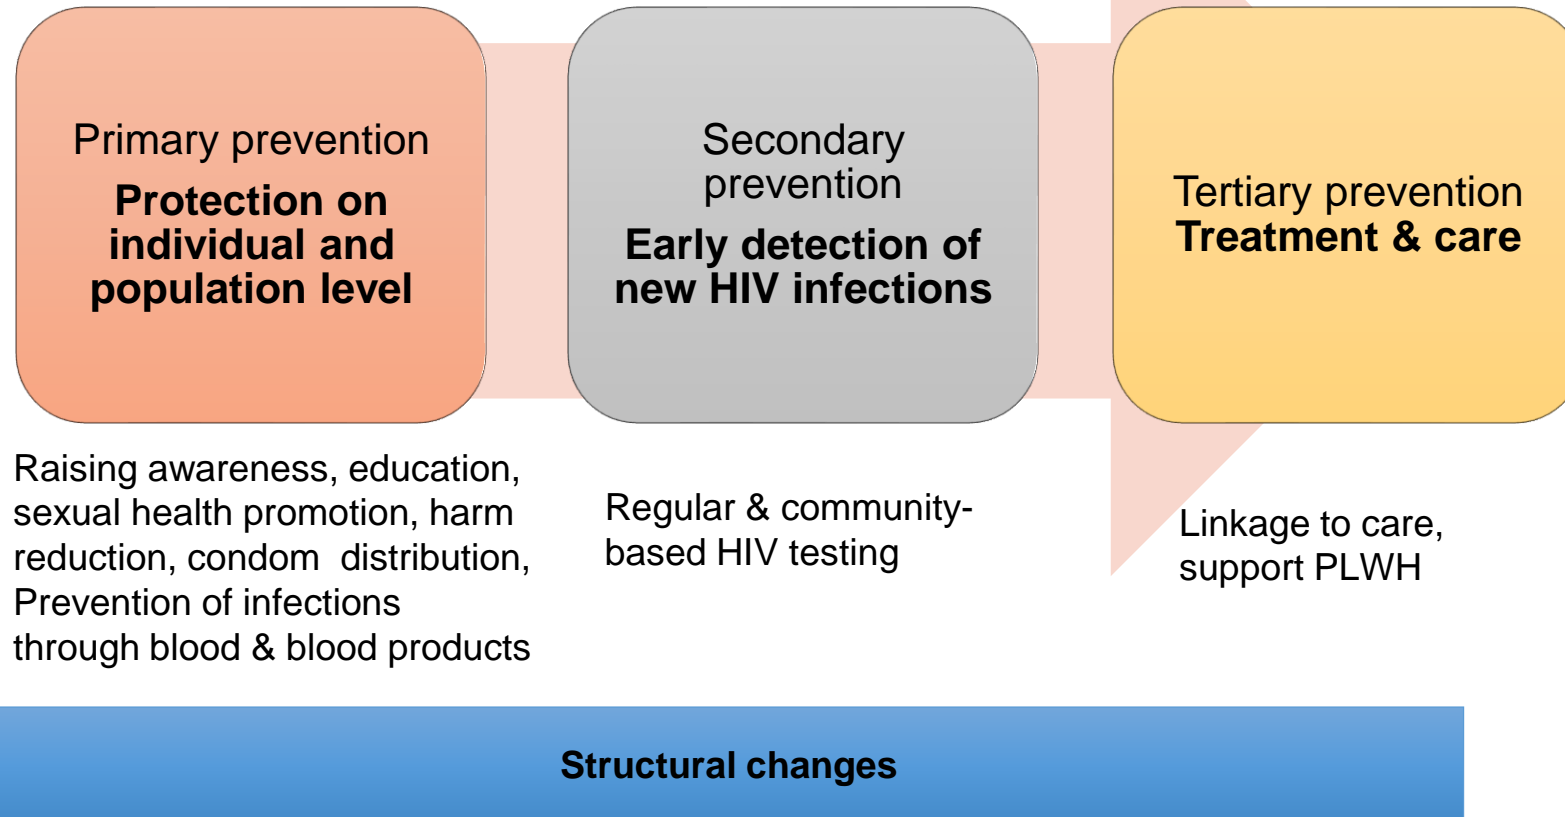 Primary prevention
Protection on
individual and
population level
Secondary
prevention
Early detection of
new HIV infections
Tertiary prevention
Treatment & care
Raising awareness, education,
sexual health promotion, harm
reduction, condom distribution,
Prevention of infections
through blood & blood products
Regular & community-
based HIV testing
Linkage to care,
support PLWH
Structural changes